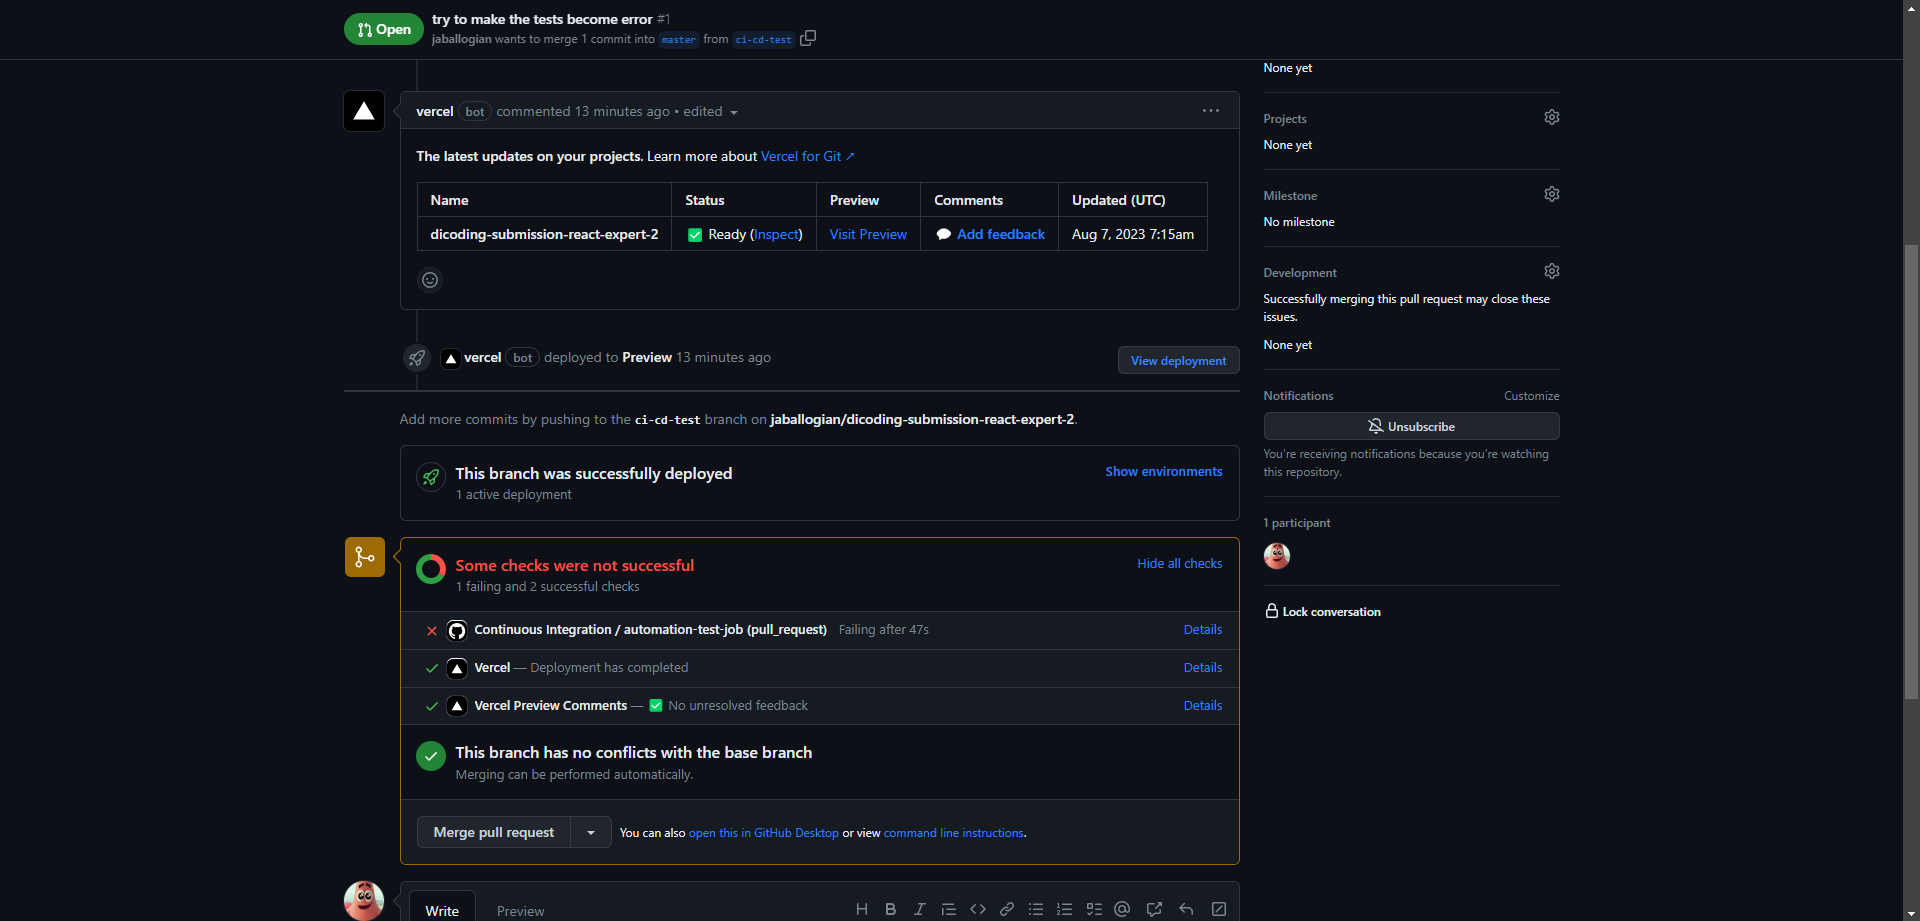 Open
try to make the tests become error #1
jaballogian wants to merge 1 commit into master from ci-cd-test
vercel bot commented 13 minutes ago • edited
The latest updates on your projects. Learn more about Vercel for Git ↗
Name Status Preview Comments Updated (UTC)
dicoding-submission-react-expert-2 ✅ Ready (Inspect) Visit Preview 💬 Add feedback Aug 7, 2023 7:15am
vercel bot deployed to Preview 13 minutes ago
View deployment
Add more commits by pushing to the ci-cd-test branch on jaballogian/dicoding-submission-react-expert-2.
This branch was successfully deployed
1 active deployment
Show environments
Some checks were not successful
1 failing and 2 successful checks
Hide all checks
Continuous Integration / automation-test-job (pull_request) Failing after 47s Details
Vercel — Deployment has completed Details
Vercel Preview Comments — ✅ No unresolved feedback Details
This branch has no conflicts with the base branch
Merging can be performed automatically.
Merge pull request
You can also open this in GitHub Desktop or view command line instructions.
Write Preview
None yet
Projects
None yet
Milestone
No milestone
Development
Successfully merging this pull request may close these
issues.
None yet
Notifications Customize
Unsubscribe
You're receiving notifications because you're watching
this repository.
1 participant
Lock conversation